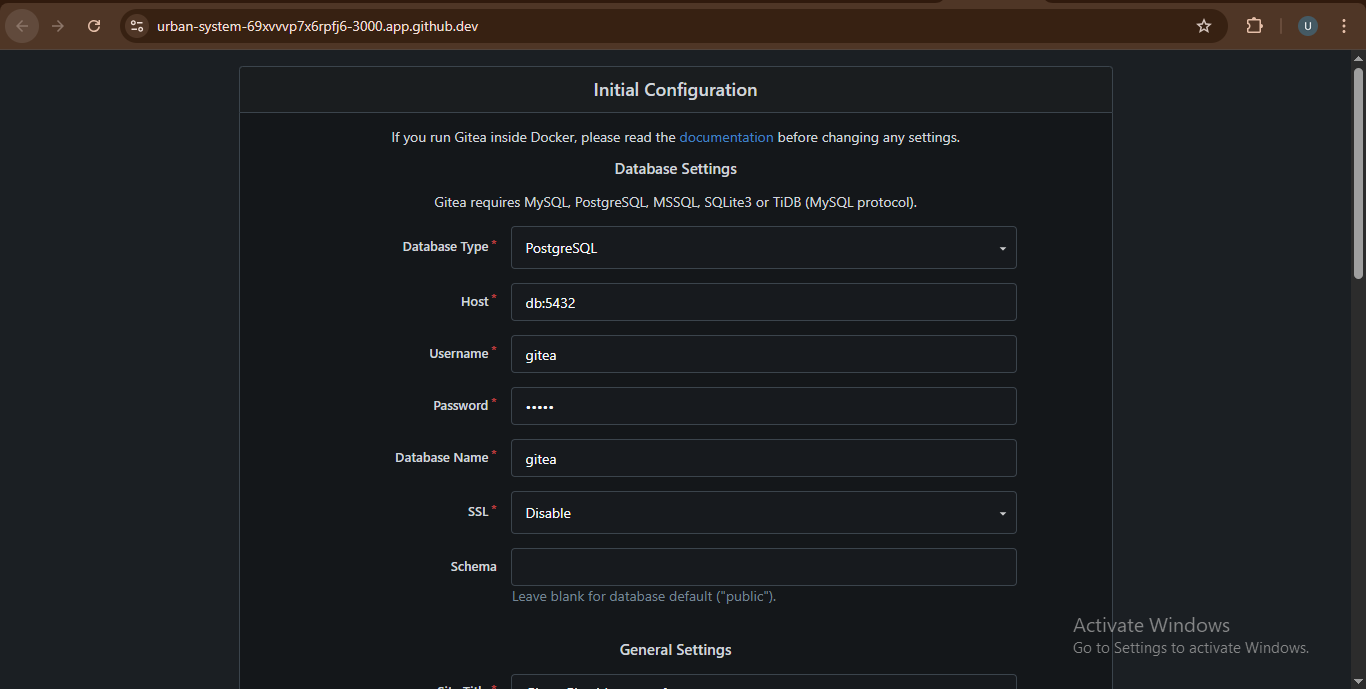 urban-system-69xvvvp7x6rpfj6-3000.app.github.dev
U
Initial Configuration
If you run Gitea inside Docker, please read the documentation before changing any settings.
Database Settings
Gitea requires MySQL, PostgreSQL, MSSQL, SQLite3 or TiDB (MySQL protocol).
Database Type * PostgreSQL
Host * db:5432
Username * gitea
Password * •••••
Database Name * gitea
SSL * Disable
Schema
Leave blank for database default ("public").
General Settings
Site Title *
Activate Windows
Go to Settings to activate Windows.